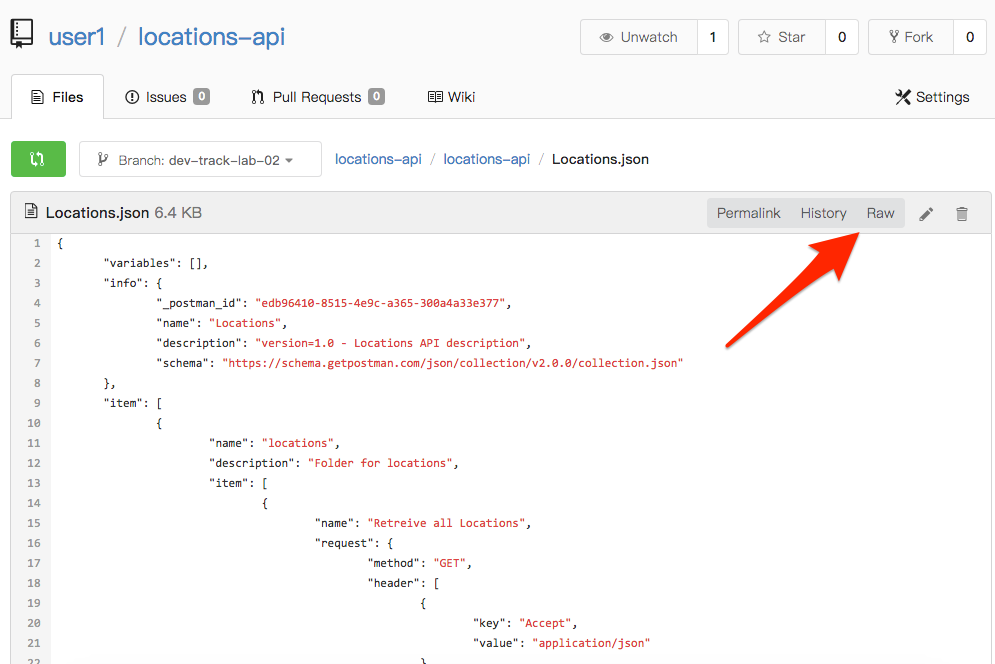 user1 / locations-api
Unwatch 1 Star 0 Fork 0
Files Issues 0 Pull Requests 0 Wiki Settings
Branch: dev-track-lab-02 locations-api / locations-api / Locations.json
Locations.json 6.4 KB Permalink History Raw
1 {
2 "variables": [],
3 "info": {
4 "_postman_id": "edb96410-8515-4e9c-a365-300a4a33e377",
5 "name": "Locations",
6 "description": "version=1.0 - Locations API description",
7 "schema": "https://schema.getpostman.com/json/collection/v2.0.0/collection.json"
8 },
9 "item": [
10 {
11 "name": "locations",
12 "description": "Folder for locations",
13 "item": [
14 {
15 "name": "Retreive all Locations",
16 "request": {
17 "method": "GET",
18 "header": [
19 {
20 "key": "Accept",
21 "value": "application/json"
22 }